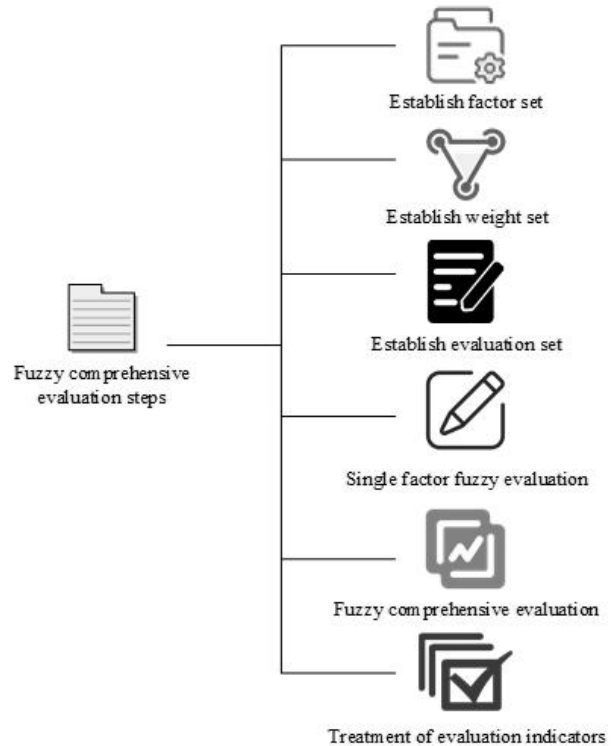 Establish factor set
Establish weight set
Establish evaluation set
Fuzzy comprehensive
evaluation steps
Single factor fuzzy evaluation
Fuzzy comprehensive evaluation
Treatment of evaluation indicators